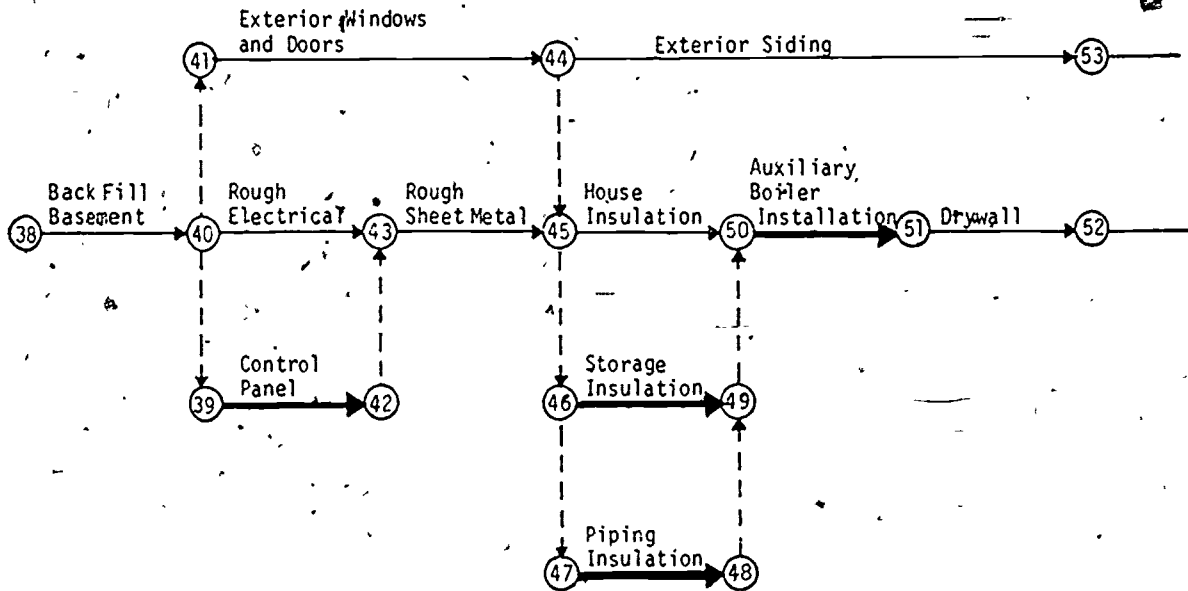 Exterior Windows
and Doors
41
44
Exterior Siding
53
38
Back Fill
Basement
40
Rough
Electrical
43
Rough
Sheet Metal
45
House
Insulation
50
Auxiliary
Boiler
Installation
51
Drywall
52
39
Control
Panel
42
46
Storage
Insulation
49
47
Piping
Insulation
48